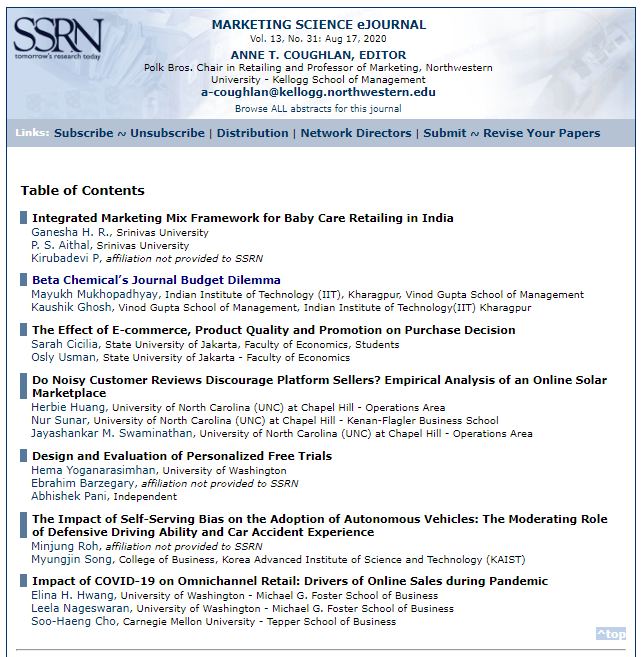 SSRN
tomorrow's research today
MARKETING SCIENCE eJOURNAL
Vol. 13, No. 31: Aug 17, 2020
ANNE T. COUGHLAN, EDITOR
Polk Bros. Chair in Retailing and Professor of Marketing, Northwestern
University - Kellogg School of Management
a-coughlan@kellogg.northwestern.edu
Browse ALL abstracts for this journal
Links: Subscribe ~ Unsubscribe | Distribution | Network Directors | Submit ~ Revise Your Papers
Table of Contents
Integrated Marketing Mix Framework for Baby Care Retailing in India
Ganesha H. R., Srinivas University
P. S. Aithal, Srinivas University
Kirubadevi P, affiliation not provided to SSRN
Beta Chemical's Journal Budget Dilemma
Mayukh Mukhopadhyay, Indian Institute of Technology (IIT), Kharagpur, Vinod Gupta School of Management
Kaushik Ghosh, Vinod Gupta School of Management, Indian Institute of Technology(IIT) Kharagpur
The Effect of E-commerce, Product Quality and Promotion on Purchase Decision
Sarah Cicilia, State University of Jakarta, Faculty of Economics, Students
Osly Usman, State University of Jakarta - Faculty of Economics
Do Noisy Customer Reviews Discourage Platform Sellers? Empirical Analysis of an Online Solar
Marketplace
Herbie Huang, University of North Carolina (UNC) at Chapel Hill - Operations Area
Nur Sunar, University of North Carolina (UNC) at Chapel Hill - Kenan-Flagler Business School
Jayashankar M. Swaminathan, University of North Carolina (UNC) at Chapel Hill - Operations Area
Design and Evaluation of Personalized Free Trials
Hema Yoganarasimhan, University of Washington
Ebrahim Barzegary, affiliation not provided to SSRN
Abhishek Pani, Independent
The Impact of Self-Serving Bias on the Adoption of Autonomous Vehicles: The Moderating Role
of Defensive Driving Ability and Car Accident Experience
Minjung Roh, affiliation not provided to SSRN
Myungjin Song, College of Business, Korea Advanced Institute of Science and Technology (KAIST)
Impact of COVID-19 on Omnichannel Retail: Drivers of Online Sales during Pandemic
Elina H. Hwang, University of Washington - Michael G. Foster School of Business
Leela Nageswaran, University of Washington - Michael G. Foster School of Business
Soo-Haeng Cho, Carnegie Mellon University - Tepper School of Business
^top